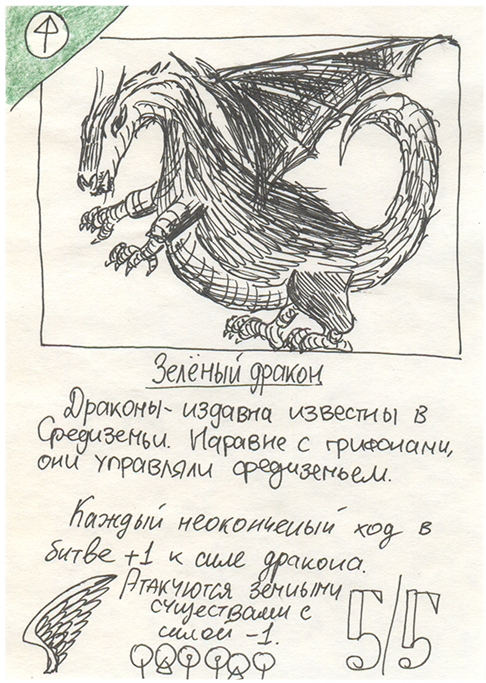 Зелёный дракон
Драконы - издавна известны в
Средиземьи. Наравне с грифонами,
они управляли средиземьем.
Каждый неоконченый ход в
битве +1 к силе дракона.
Атакуются земными
существами с
силой -1.
5/5